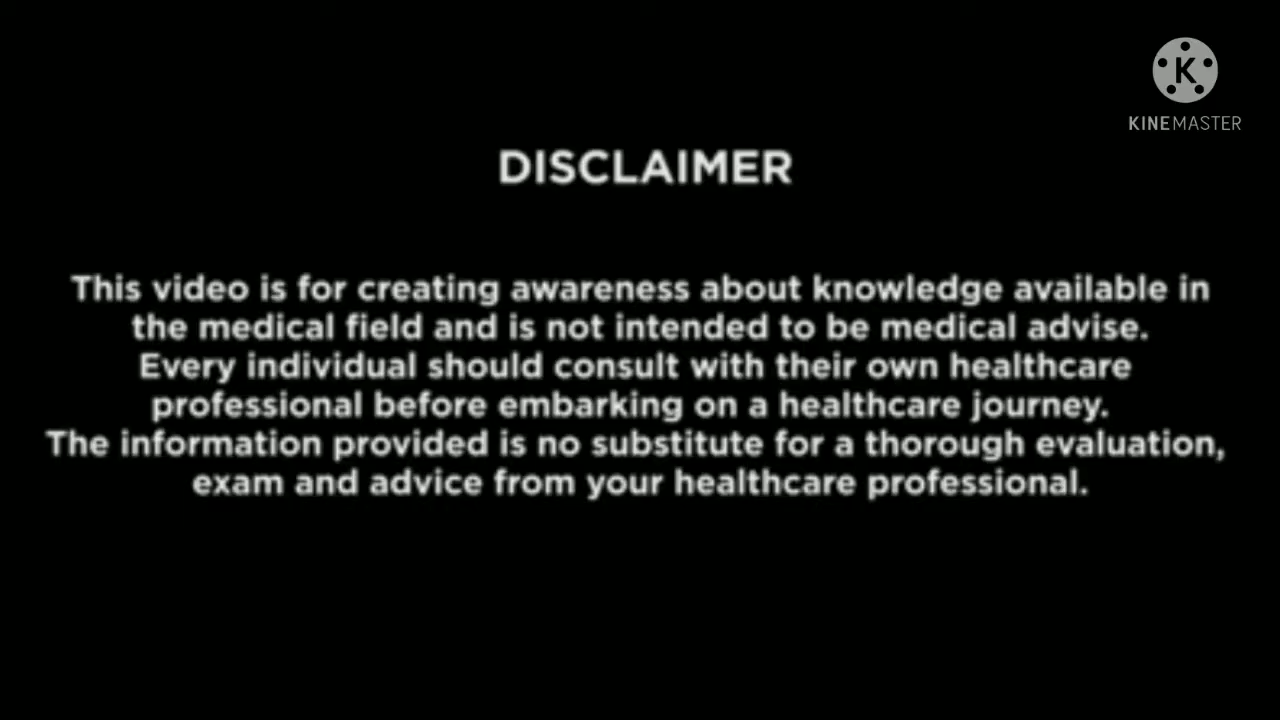 K
KINEMASTER
DISCLAIMER
This video is for creating awareness about knowledge available in
the medical field and is not intended to be medical advise.
Every individual should consult with their own healthcare
professional before embarking on a healthcare journey.
The information provided is no substitute for a thorough evaluation,
exam and advice from your healthcare professional.